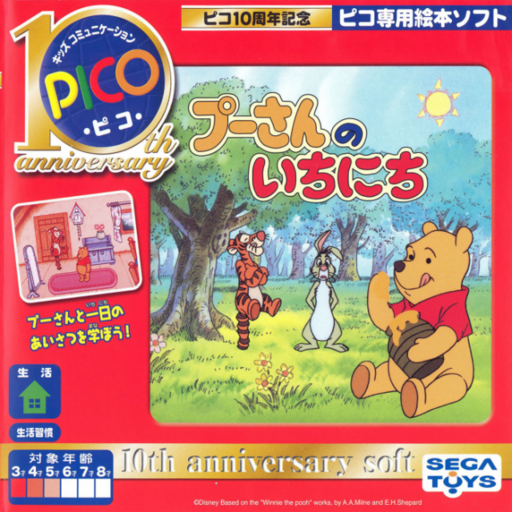 10th
anniversary
キッズ コミュニケーション
PICO
・ピコ・
ピコ10周年記念
ピコ専用絵本ソフト
プーさんの
いちにち
プーさんと一日の
あいさつを学ぼう!
生活
生活習慣
対象年齢
3才 4才 5才 6才 7才 8才
10th anniversary soft
SEGA
TOYS
©Disney Based on the "Winnie the pooh" works, by A.A.Milne and E.H.Shepard